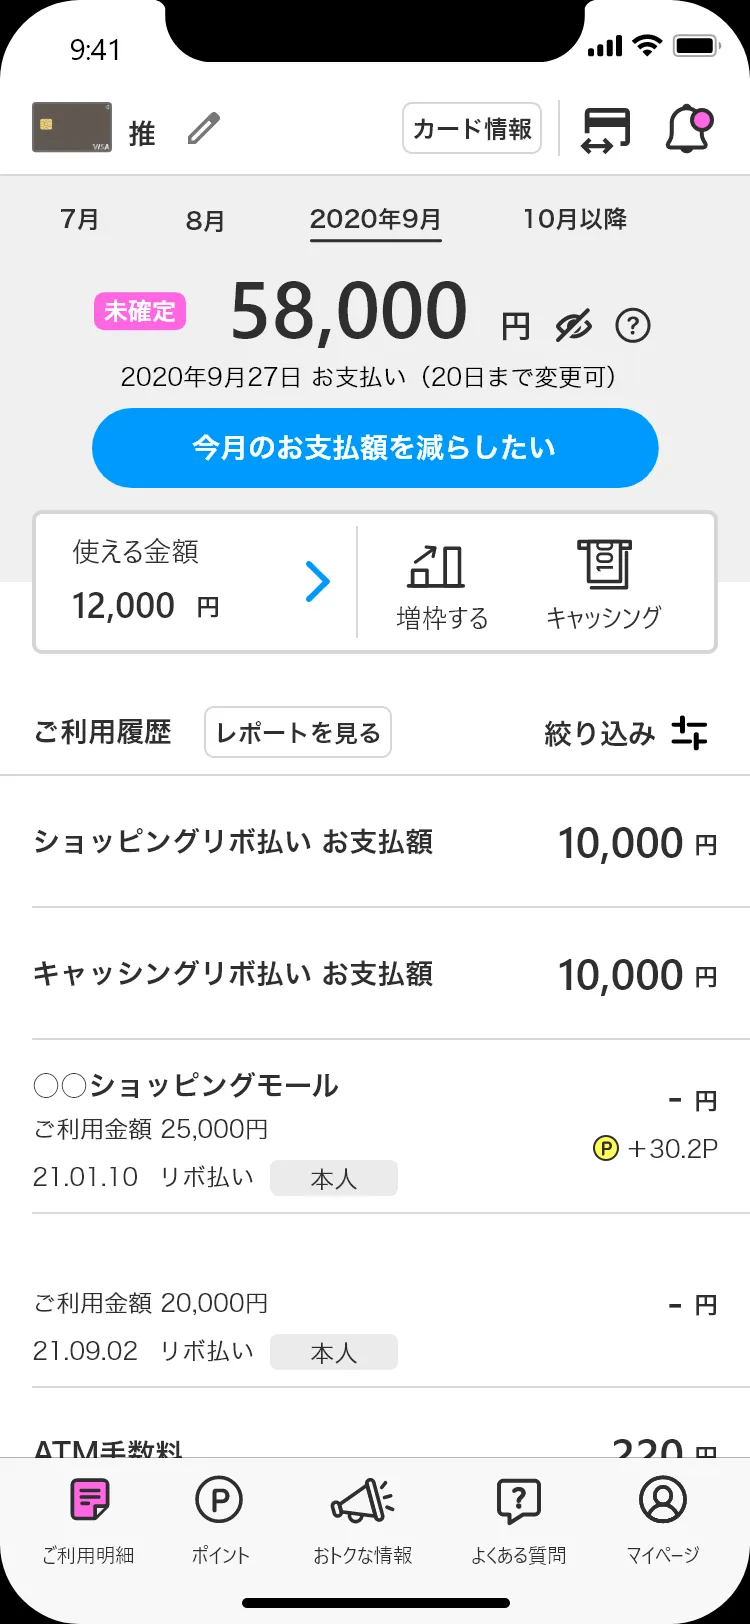 9:41
VISA
推
カード情報
7月 8月 2020年9月 10月以降
未確定 58,000 円 ?
2020年9月27日 お支払い（20日まで変更可）
今月のお支払額を減らしたい
使える金額
12,000 円
10
増枠する キャッシング
ご利用履歴 レポートを見る 絞り込み
ショッピングリボ払い お支払額 10,000 円
キャッシングリボ払い お支払額 10,000 円
○○ショッピングモール - 円
ご利用金額 25,000円
P +30.2P
21.01.10 リボ払い 本人
ご利用金額 20,000円 - 円
21.09.02 リボ払い 本人
ATM手数料 220 円
P ?
ご利用明細 ポイント おトクな情報 よくある質問 マイページ